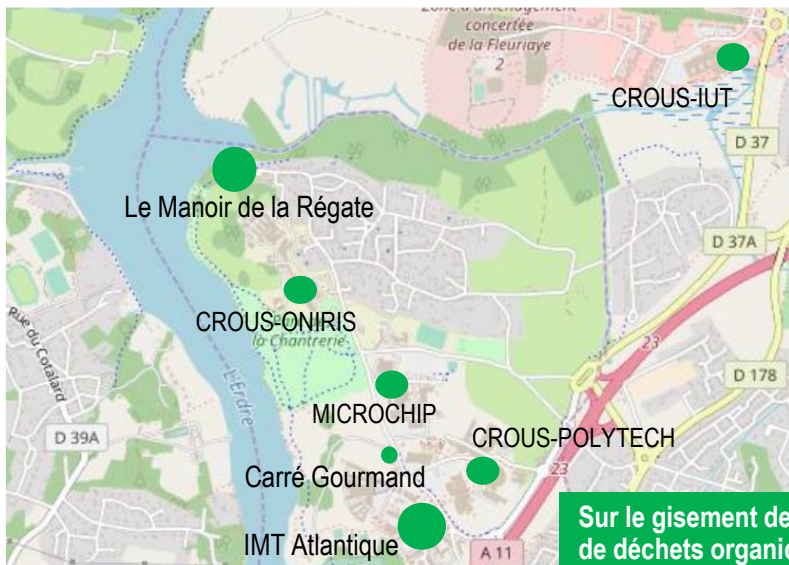 Zone d'aménagement
concertée
de la Fleuriaye
2
CROUS-IUT
D 37
Le Manoir de la Régate
D 37A
CROUS-ONIRIS
la Chantrerie
Rue du Cotalard
L'Erdre
23
D 178
MICROCHIP
D 39A
CROUS-POLYTECH
Carré Gourmand
23
IMT Atlantique
A 11
Sur le gisement de
de déchets organi